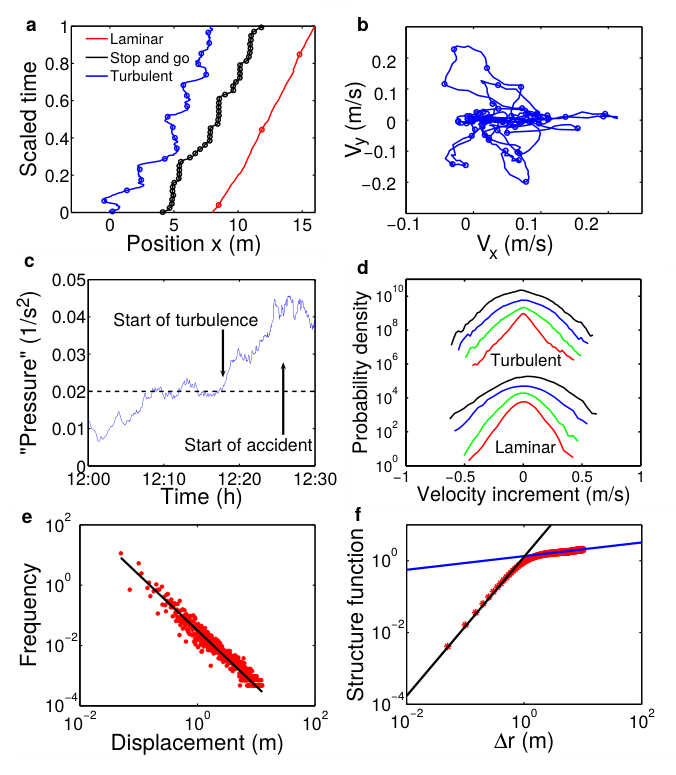 a
Scaled time
1
0.8
0.6
0.4
0.2
0
Laminar
Stop and go
Turbulent
0 5 10 15
Position x (m)
b
Vy (m/s)
0.2
0.1
0
−0.1
−0.2
−0.1 0 0.1 0.2
Vx (m/s)
c
"Pressure" (1/s2)
0.05
0.04
0.03
0.02
0.01
0
Start of turbulence
Start of accident
12:00 12:10 12:20 12:30
Time (h)
d
Probability density
10^10
10^8
10^6
10^4
10^2
10^0
Turbulent
Laminar
−1 −0.5 0 0.5 1
Velocity increment (m/s)
e
Frequency
10^2
10^0
10^−2
10^−4
10^−2 10^0 10^2
Displacement (m)
f
Structure function
10^0
10^−2
10^−4
10^−2 10^0 10^2
Δr (m)